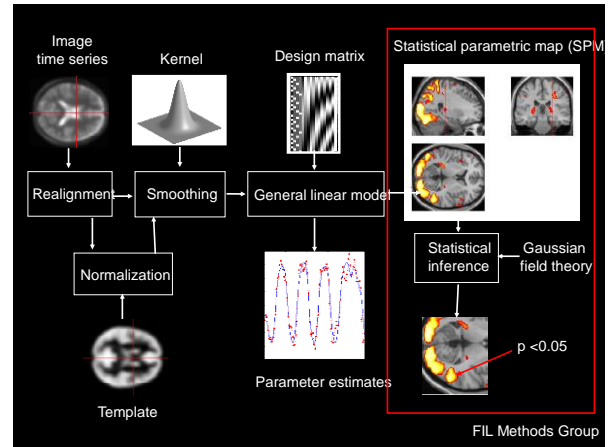 Image
time series
Kernel
Design matrix
Statistical parametric map (SPM
Realignment
Smoothing
General linear model
Normalization
Statistical
inference
Gaussian
field theory
p <0.05
Parameter estimates
Template
FIL Methods Group